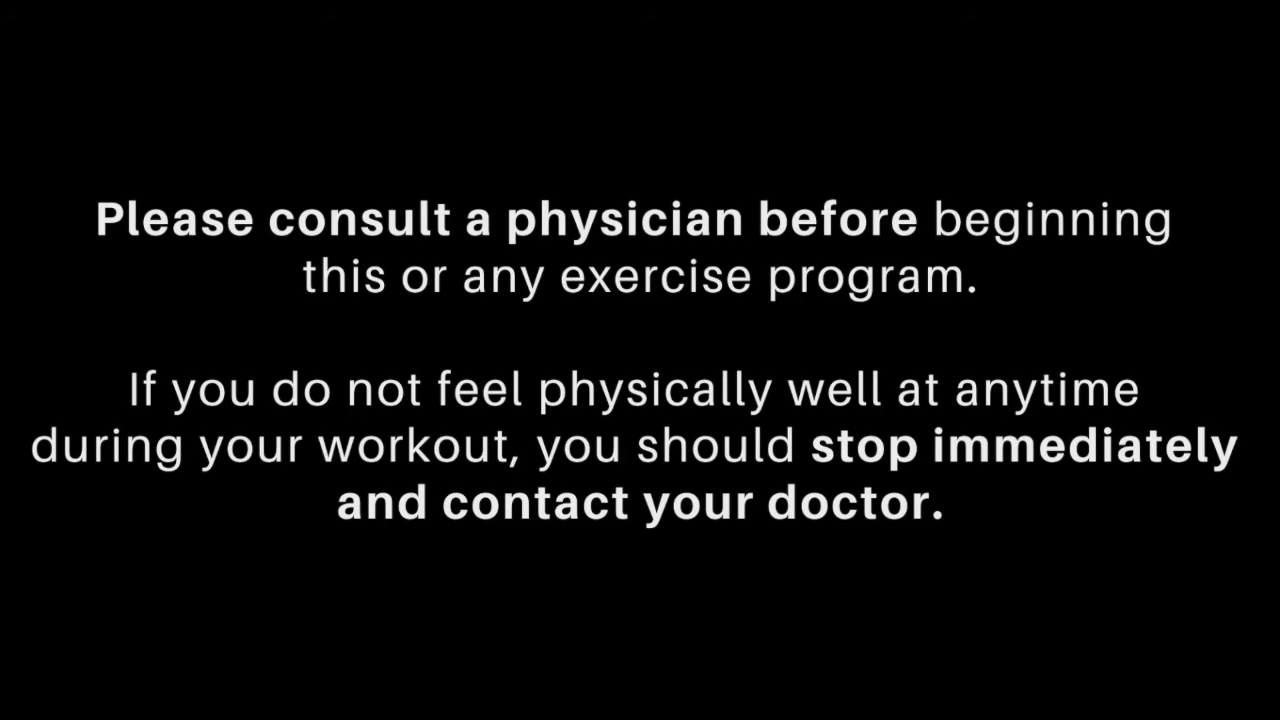 Please consult a physician before beginning
this or any exercise program.
If you do not feel physically well at anytime
during your workout, you should stop immediately
and contact your doctor.